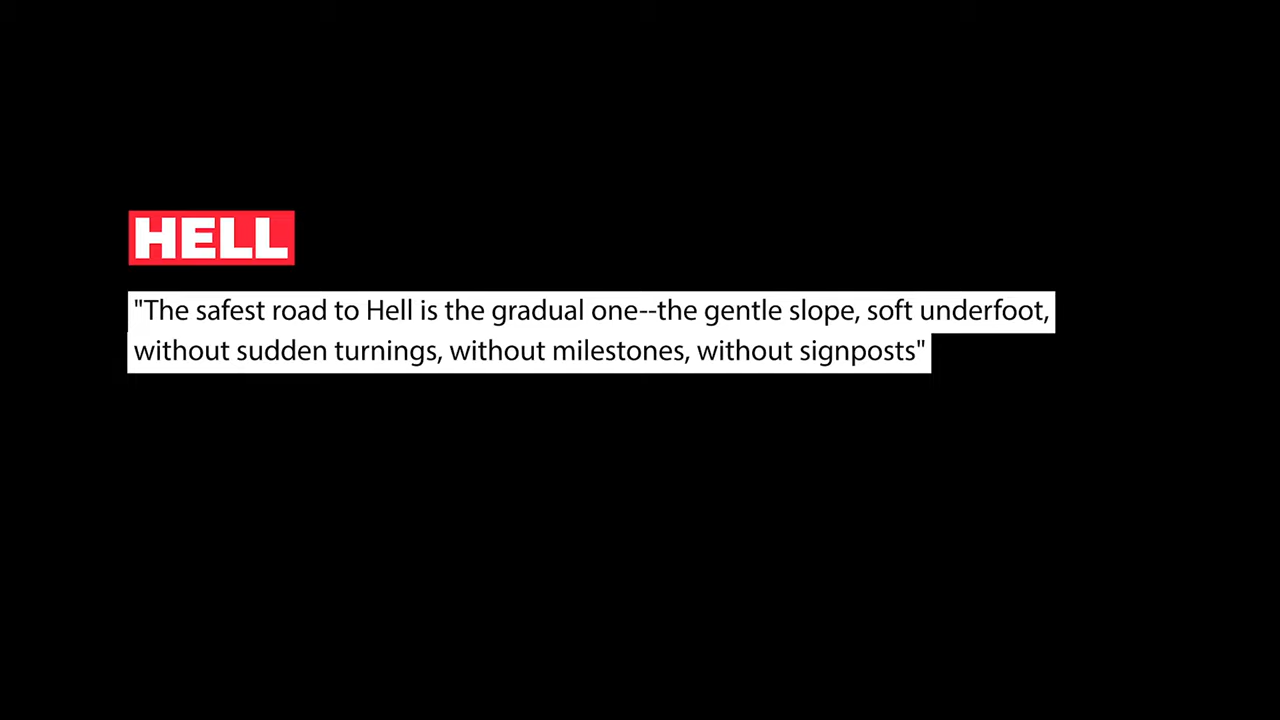 HELL
"The safest road to Hell is the gradual one--the gentle slope, soft underfoot,
without sudden turnings, without milestones, without signposts"